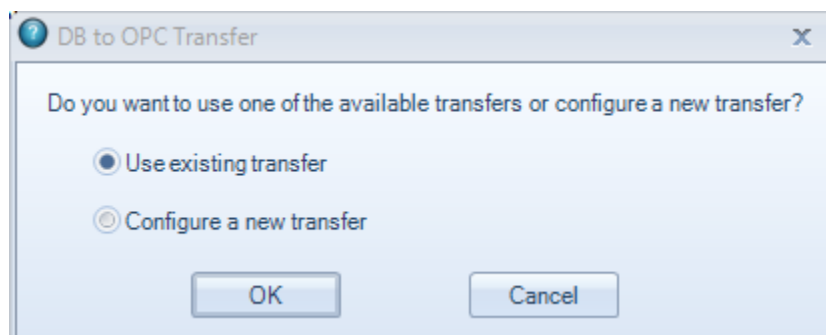 DB to OPC Transfer
Do you want to use one of the available transfers or configure a new transfer?
Use existing transfer
Configure a new transfer
OK Cancel